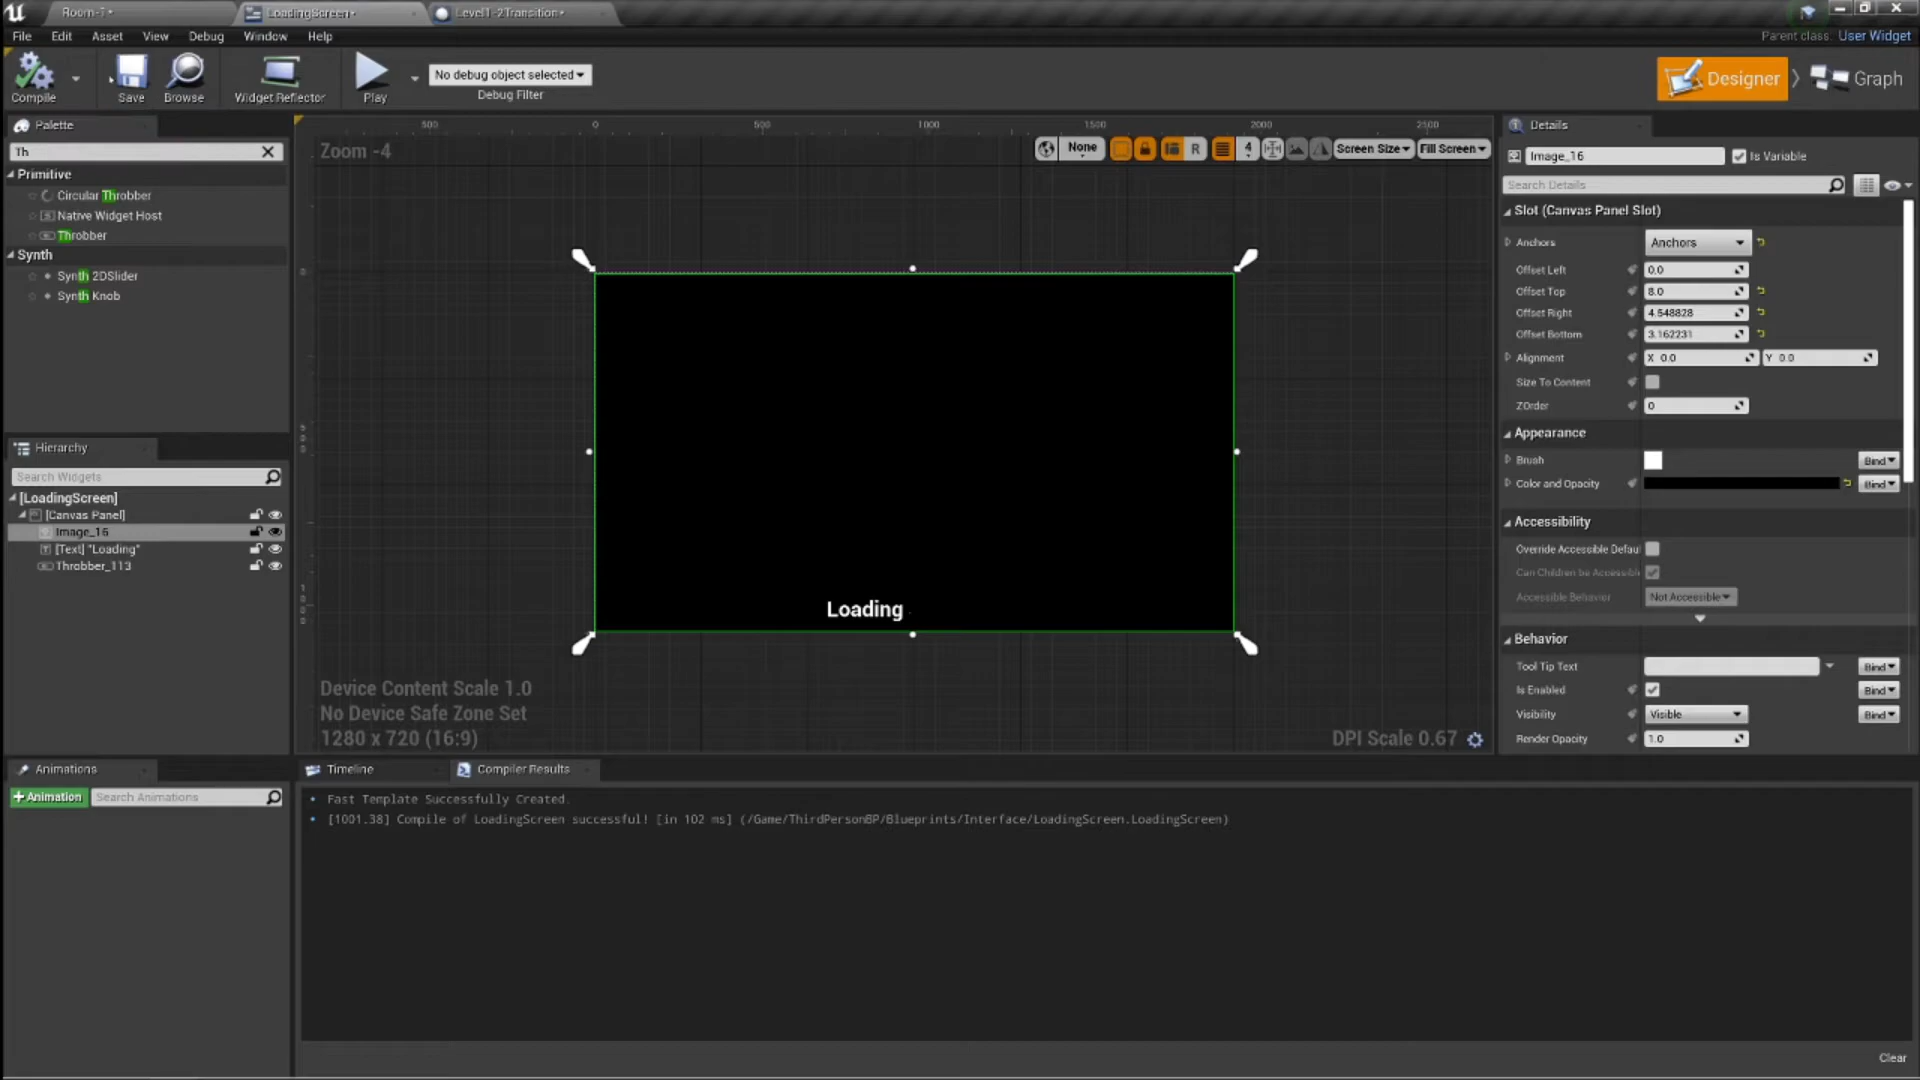 Room-1*
LoadingScreen*
Level1-2Transition*
File Edit Asset View Debug Window Help
Parent class: User Widget
Compile
Save
Browse
Widget Reflector
Play
No debug object selected
Debug Filter
Designer
Graph
Palette
Th
Primitive
Circular Throbber
Native Widget Host
Throbber
Synth
Synth 2DSlider
Synth Knob
Hierarchy
Search Widgets
[LoadingScreen]
[Canvas Panel]
Image_16
[Text] "Loading"
Throbber_113
Animations
+ Animation
Search Animations
500 0 500 1000 1500 2000 2500
Zoom -4
None
R
4
Screen Size
Fill Screen
Loading
Device Content Scale 1.0
No Device Safe Zone Set
1280 x 720 (16:9)
DPI Scale 0.67
Timeline
Compiler Results
Fast Template Successfully Created.
[1001.38] Compile of LoadingScreen successful! [in 102 ms] (/Game/ThirdPersonBP/Blueprints/Interface/LoadingScreen.LoadingScreen)
Clear
Details
Image_16
Is Variable
Search Details
Slot (Canvas Panel Slot)
Anchors Anchors
Offset Left 0.0
Offset Top 8.0
Offset Right 4.548828
Offset Bottom 3.162231
Alignment X 0.0 Y 0.0
Size To Content
ZOrder 0
Appearance
Brush Bind
Color and Opacity Bind
Accessibility
Override Accessible Defau
Can Children be Accessible
Accessible Behavior Not Accessible
Behavior
Tool Tip Text Bind
Is Enabled Bind
Visibility Visible Bind
Render Opacity 1.0